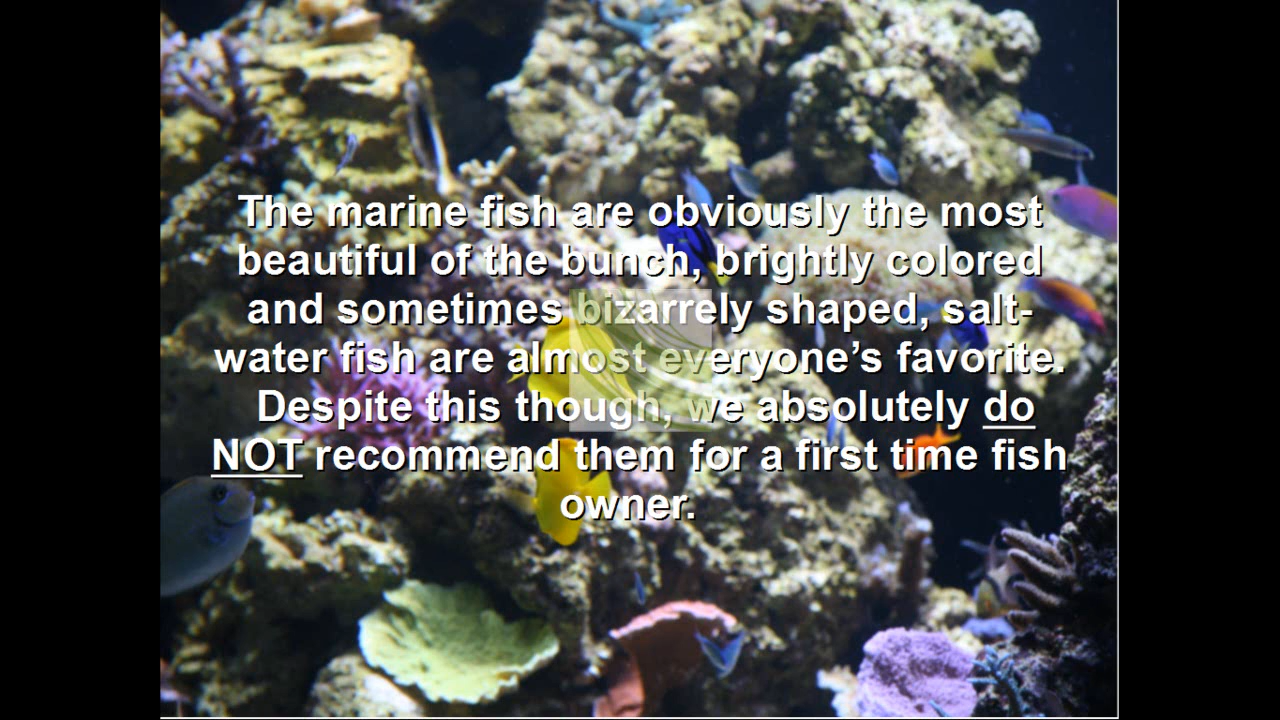 The marine fish are obviously the most
beautiful of the bunch, brightly colored
and sometimes bizarrely shaped, salt-
water fish are almost everyone’s favorite.
Despite this though, we absolutely do
NOT recommend them for a first time fish
owner.